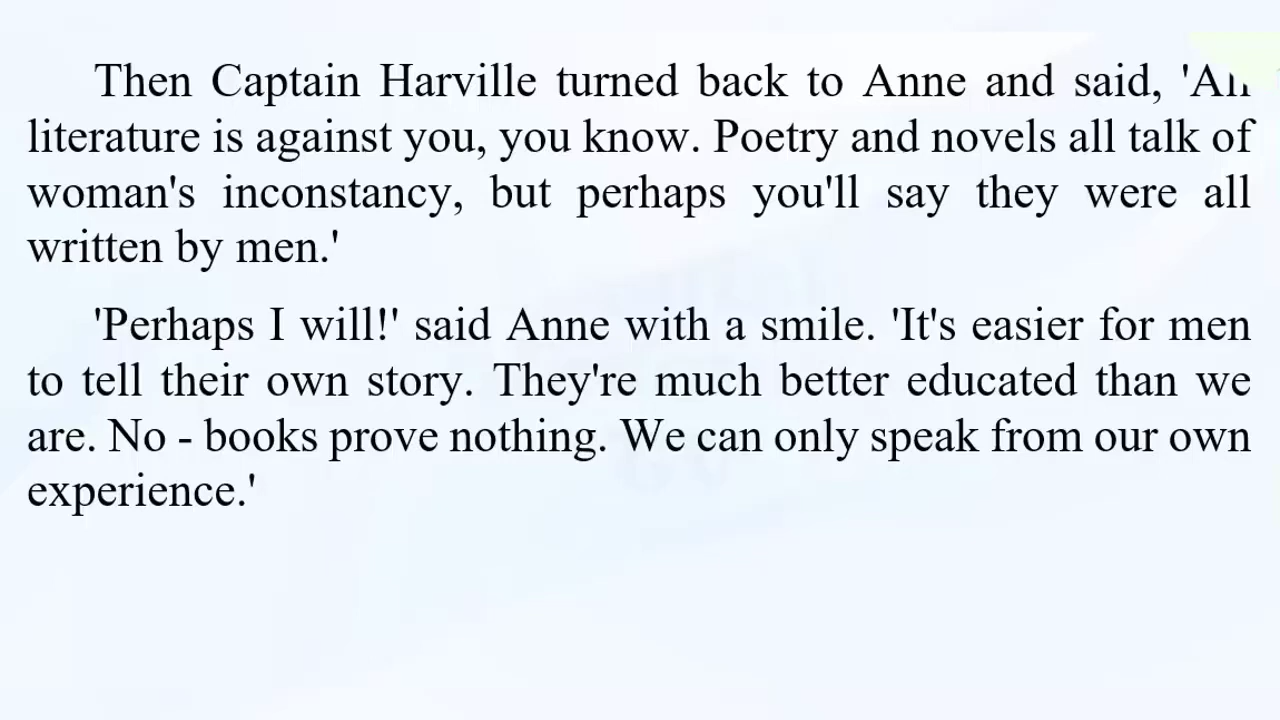 Then Captain Harville turned back to Anne and said, 'All
literature is against you, you know. Poetry and novels all talk of
woman's inconstancy, but perhaps you'll say they were all
written by men.'
'Perhaps I will!' said Anne with a smile. 'It's easier for men
to tell their own story. They're much better educated than we
are. No - books prove nothing. We can only speak from our own
experience.'